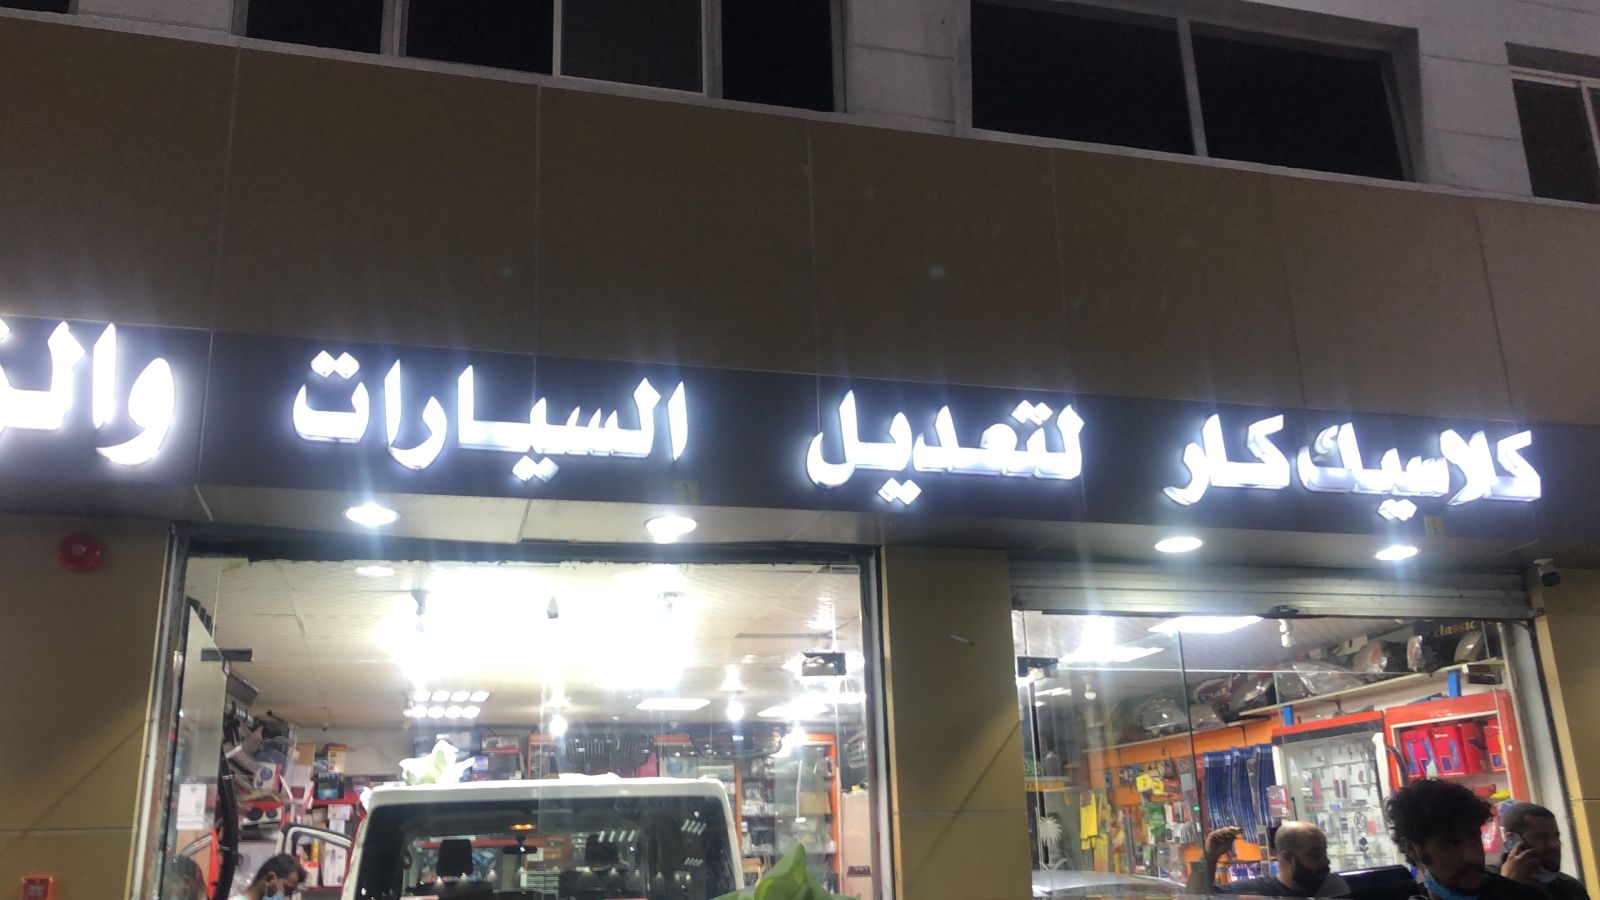 كلاسيك كار لتعديل السيارات
classic